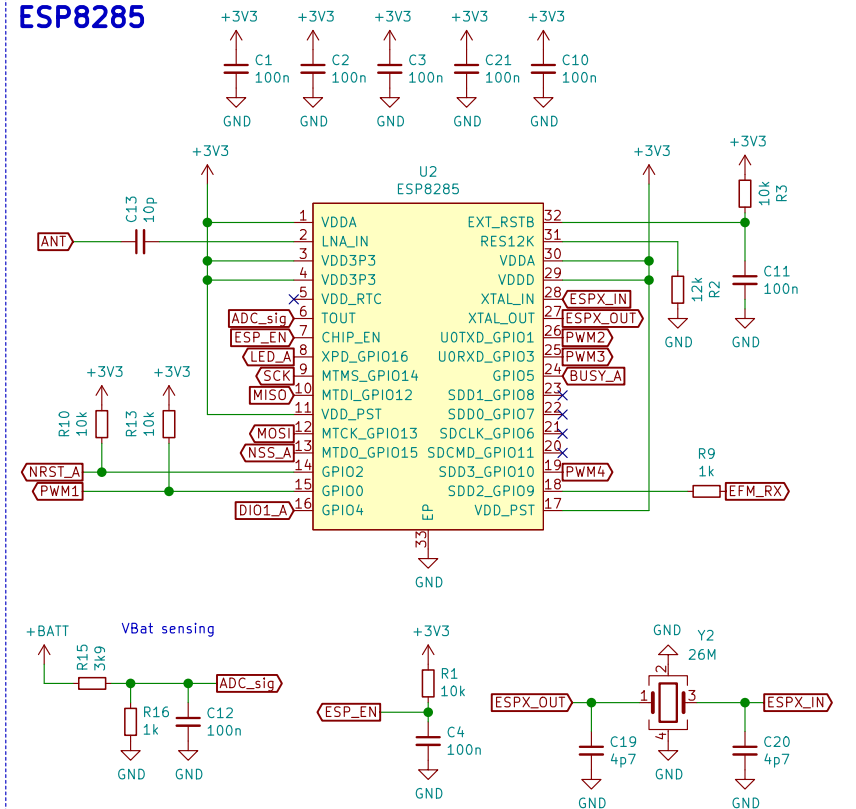 ESP8285
+3V3 +3V3 +3V3 +3V3 +3V3
C1 C2 C3 C21 C10
100n 100n 100n 100n 100n
GND GND GND GND GND
+3V3 +3V3 +3V3
U2
ESP8285
C13 10p
10k R3
ANT
1 VDDA EXT_RSTB 32
2 LNA_IN RES12K 31
3 VDD3P3 VDDA 30
4 VDD3P3 VDDD 29
5 VDD_RTC XTAL_IN 28 ESPX_IN
ADC_sig 6 TOUT XTAL_OUT 27 ESPX_OUT
ESP_EN 7 CHIP_EN U0TXD_GPIO1 26 PWM2
LED_A 8 XPD_GPIO16 U0RXD_GPIO3 25 PWM3
SCK 9 MTMS_GPIO14 GPIO5 24 BUSY_A
MISO 10 MTDI_GPIO12 SDD1_GPIO8 23
11 VDD_PST SDD0_GPIO7 22
MOSI 12 MTCK_GPIO13 SDCLK_GPIO6 21
NSS_A 13 MTDO_GPIO15 SDCMD_GPIO11 20
NRST_A 14 GPIO2 SDD3_GPIO10 19 PWM4
PWM1 15 GPIO0 SDD2_GPIO9 18
DIO1_A 16 GPIO4 VDD_PST 17
EP
33
GND
C11
100n
12k R2
GND GND
+3V3 +3V3
R10 10k R13 10k
R9
1k
EFM_RX
+BATT
VBat sensing
R15 3k9
ADC_sig
R16
1k
C12
100n
GND GND
+3V3
R1
10k
ESP_EN
C4
100n
GND
GND
Y2
26M
2
ESPX_OUT 1 3 ESPX_IN
4
C19
4p7
C20
4p7
GND
GND GND